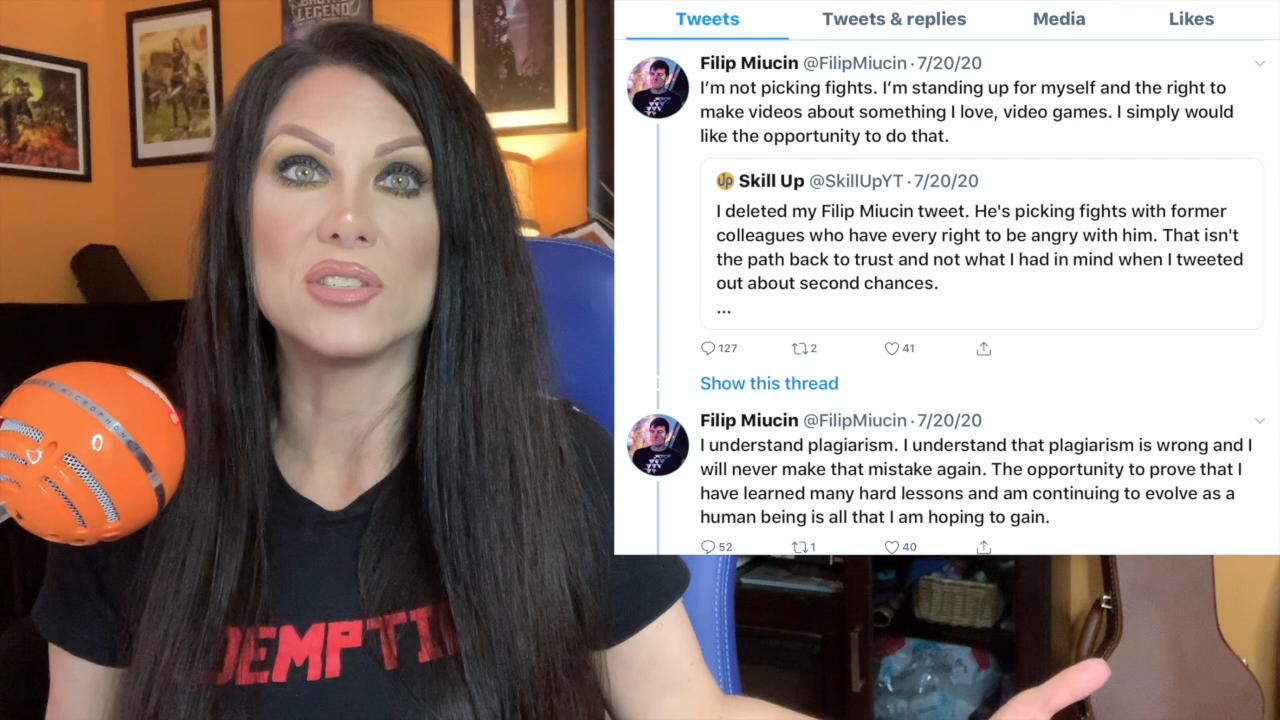 BRÜTAL
LEGEND
Tweets Tweets & replies Media Likes
Filip Miucin @FilipMiucin · 7/20/20
I’m not picking fights. I’m standing up for myself and the right to
make videos about something I love, video games. I simply would
like the opportunity to do that.
Up Skill Up @SkillUpYT · 7/20/20
I deleted my Filip Miucin tweet. He's picking fights with former
colleagues who have every right to be angry with him. That isn't
the path back to trust and not what I had in mind when I tweeted
out about second chances.
...
127 2 41
Show this thread
Filip Miucin @FilipMiucin · 7/20/20
I understand plagiarism. I understand that plagiarism is wrong and I
will never make that mistake again. The opportunity to prove that I
have learned many hard lessons and am continuing to evolve as a
human being is all that I am hoping to gain.
52 1 40
MICROPHONE
DEMPTI